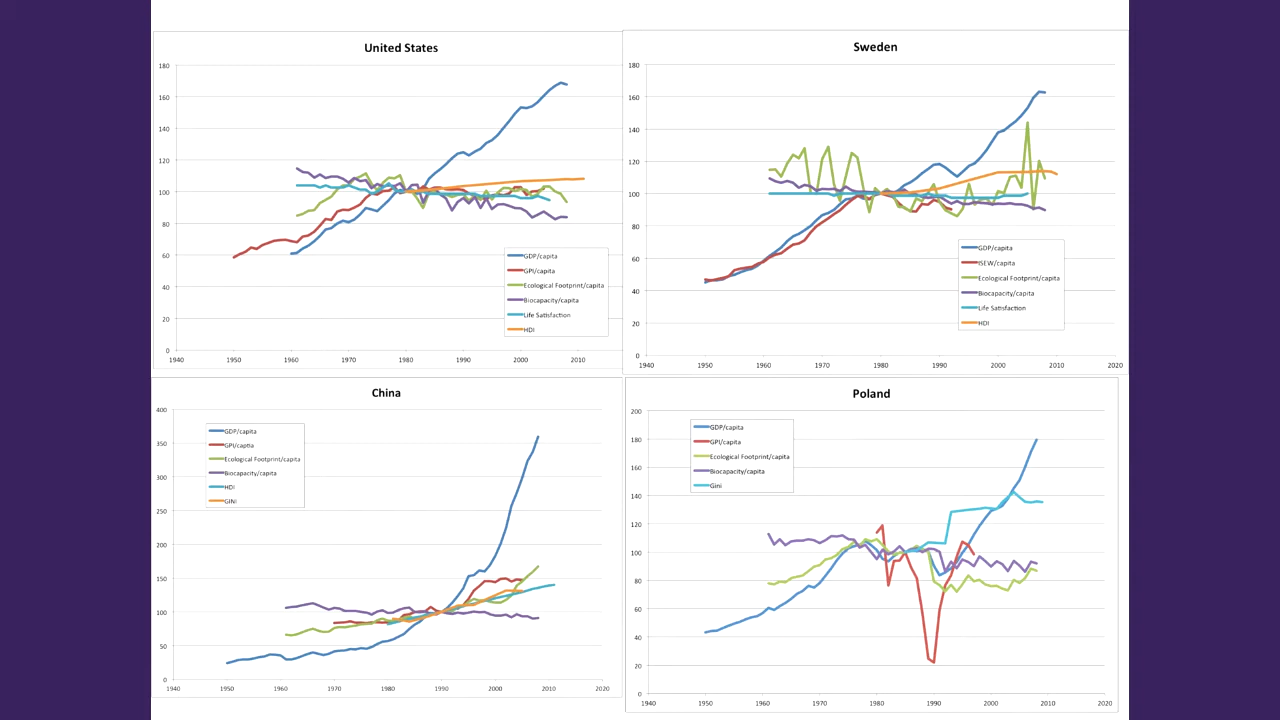 United States
180
160
140
120
100
80
60
40
20
0
1940 1950 1960 1970 1980 1990 2000 2011
GDP/capita
GPI/capita
Ecological Footprint/capita
Biocapacity/capita
Life Satisfaction
HDI
Sweden
180
160
140
120
100
80
60
40
20
0
1940 1950 1960 1970 1980 1990 2000 2010 2020
GDP/capita
ISEW/capita
Ecological Footprint/capita
Biocapacity/capita
Life Satisfaction
HDI
China
400
350
300
250
200
150
100
50
0
1940 1950 1960 1970 1980 1990 2000 2010 2020
GDP/capita
GPI/captia
Ecological Footprint/capita
Biocapacity/capita
HDI
GINI
Poland
200
180
160
140
120
100
80
60
40
20
0
1940 1950 1960 1970 1980 1990 2000 2010 2020
GDP/capita
GPI/capita
Ecological Footprint/capita
Biocapacity/capita
Gini